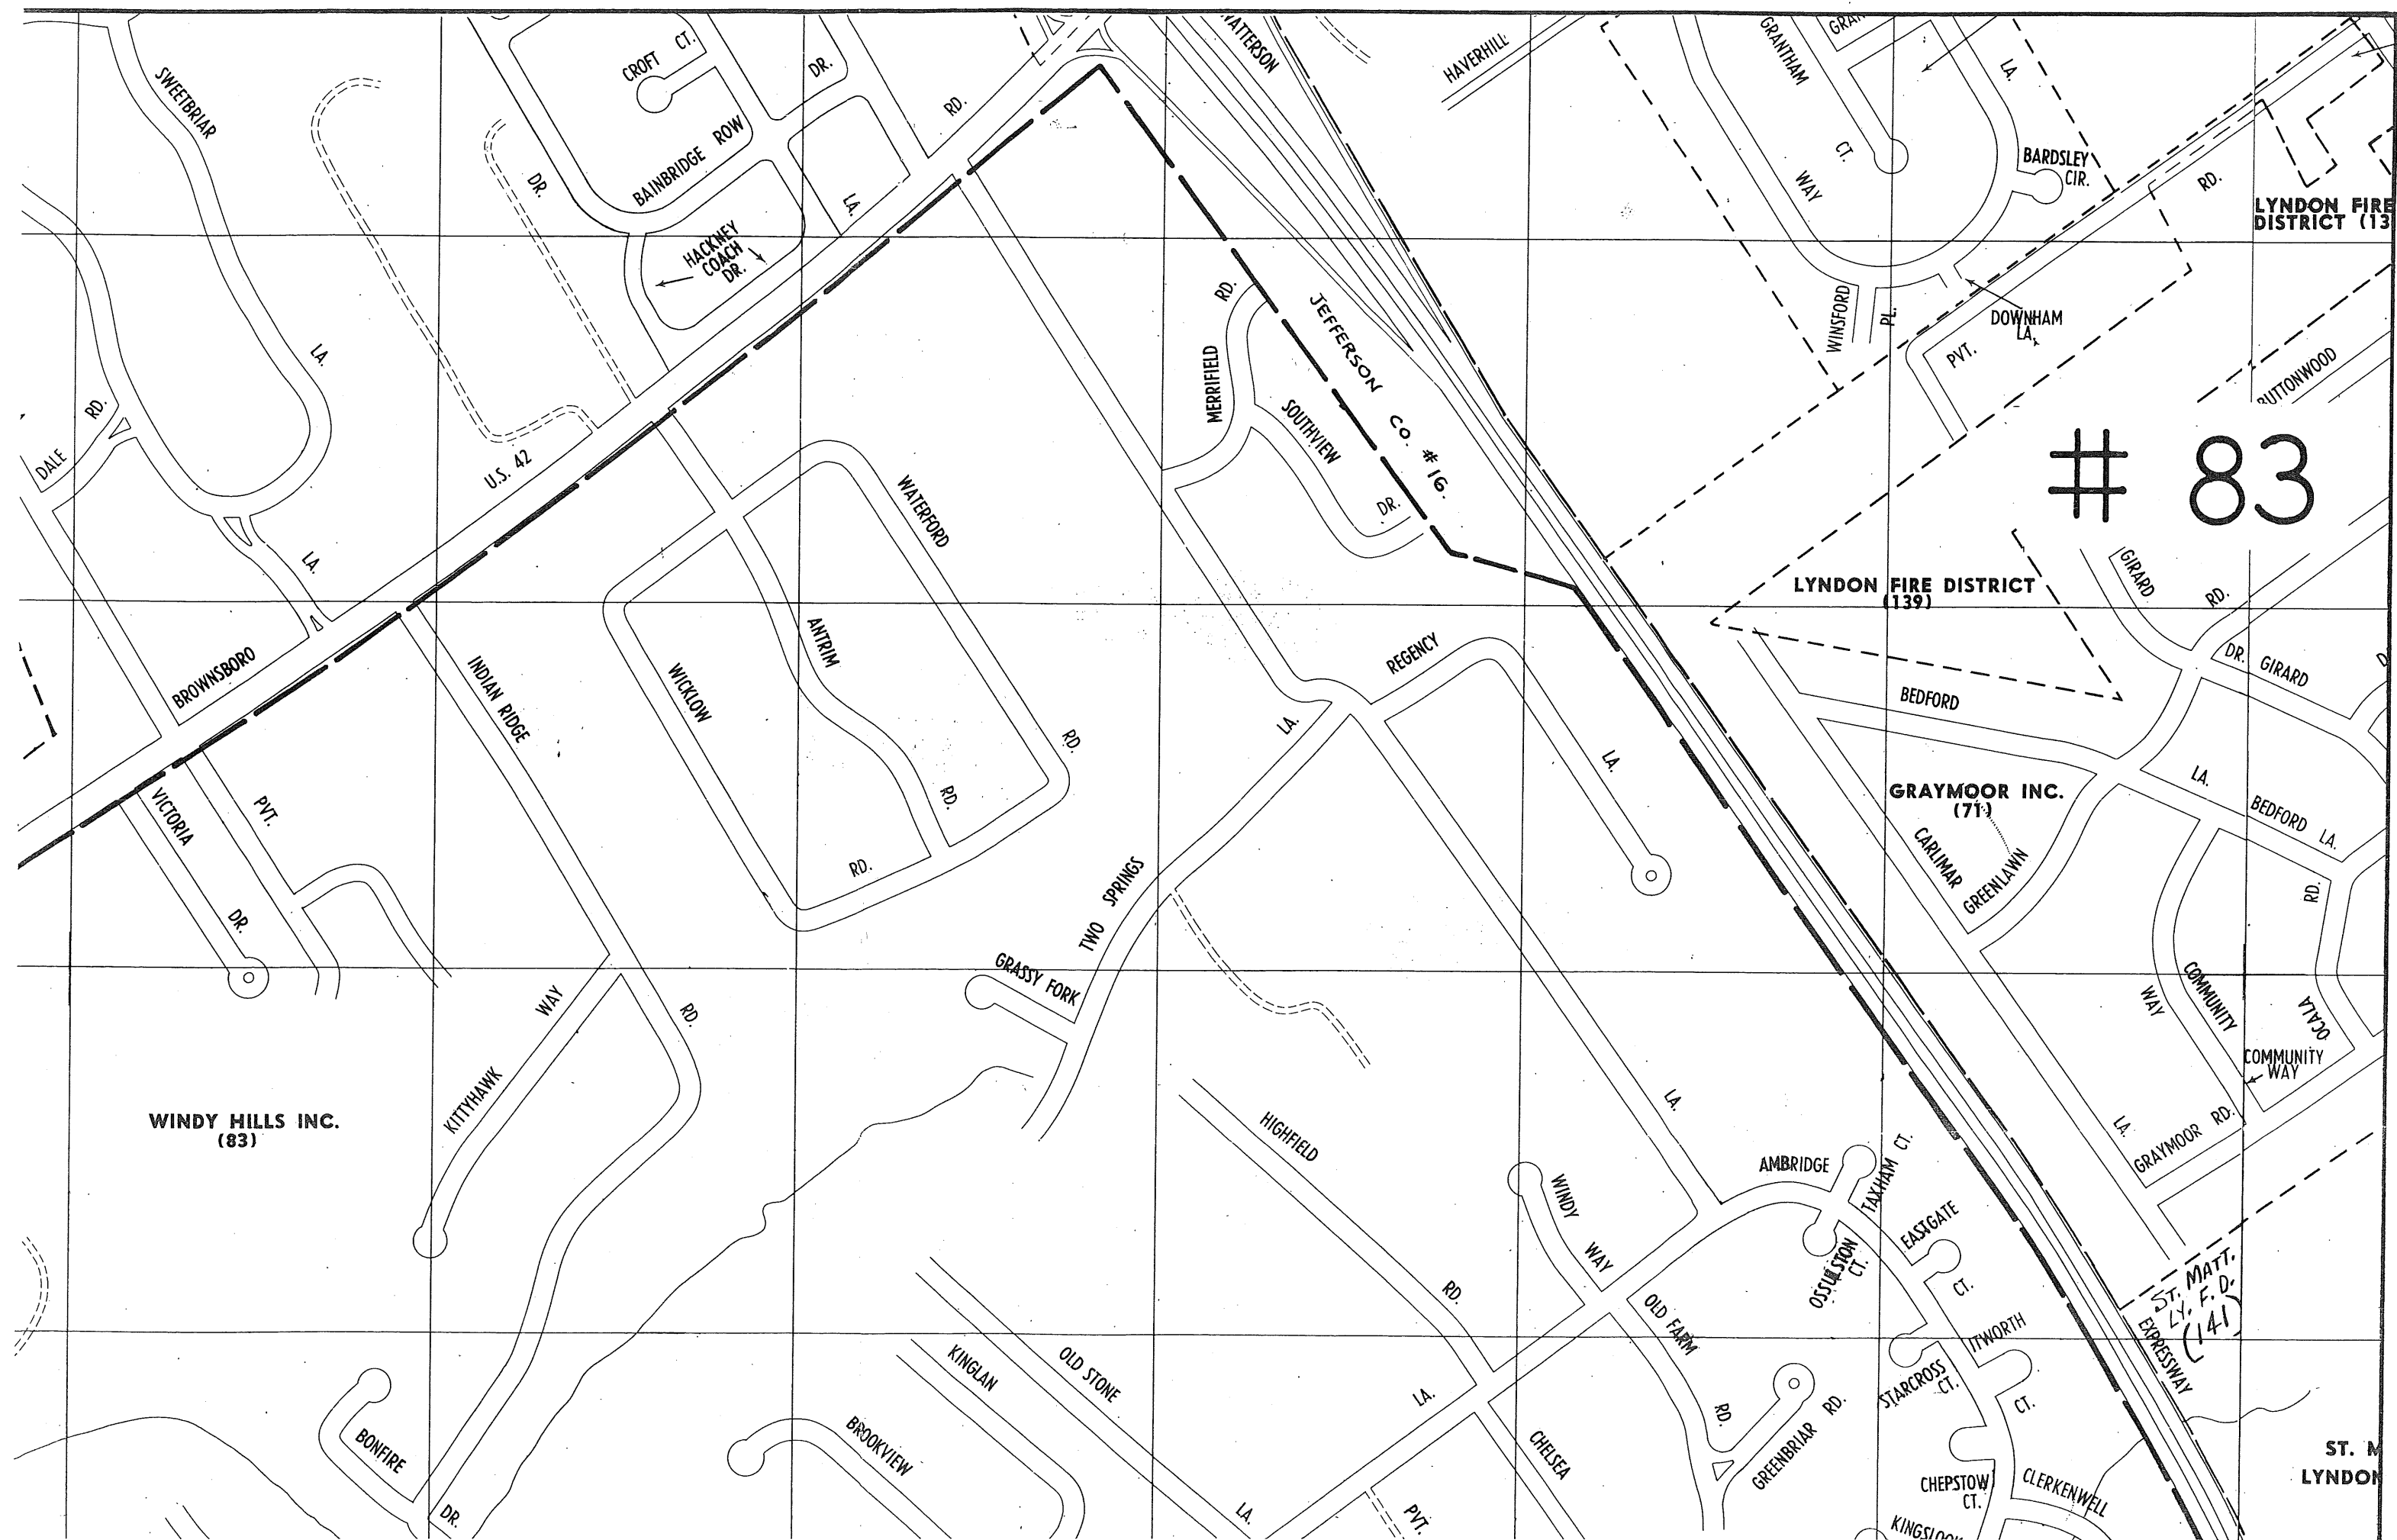 SWEETBRIAR
LA.
CROFT CT.
DR.
BAINBRIDGE ROW
DR.
LA.
HACKNEY
COACH
DR.
RD.
WATTERSON
HAVERHILL
GRANTHAM
CT.
WAY
LA.
BARDSLEY
CIR.
RD.
LYNDON FIRE
DISTRICT (13
WINSFORD
PL.
DOWNHAM
LA.
PVT.
BUTTONWOOD
# 83
DALE
RD.
LA.
U.S. 42
BROWNSBORO
MERRIFIELD
RD.
SOUTHVIEW
DR.
JEFFERSON CO. #16.
WATERFORD
RD.
ANTRIM
RD.
WICKLOW
RD.
INDIAN RIDGE
RD.
VICTORIA
DR.
PVT.
REGENCY
LA.
LA.
TWO SPRINGS
GRASSY FORK
LYNDON FIRE DISTRICT
(139)
GIRARD
RD.
DR.
GIRARD
BEDFORD
LA.
BEDFORD LA.
GRAYMOOR INC.
(71)
CARLIMAR
GREENLAWN
RD.
OCALA
COMMUNITY
WAY
COMMUNITY
WAY
LA.
GRAYMOOR RD.
KITTYHAWK
WAY
WINDY HILLS INC.
(83)
HIGHFIELD
RD.
LA.
WINDY
WAY
AMBRIDGE
TAXHAM CT.
EASTGATE
CT.
OSSULSTON
CT.
ITWORTH
CT.
STARCROSS
CT.
OLD FARM
RD.
GREENBRIAR RD.
ST. MATT.
LY. F. D.
(141)
EXPRESSWAY
LA.
CHELSEA
PVT.
OLD STONE
LA.
KINGLAN
BROOKVIEW
BONFIRE
DR.
CHEPSTOW
CT.
CLERKENWELL
ST. M
LYNDON